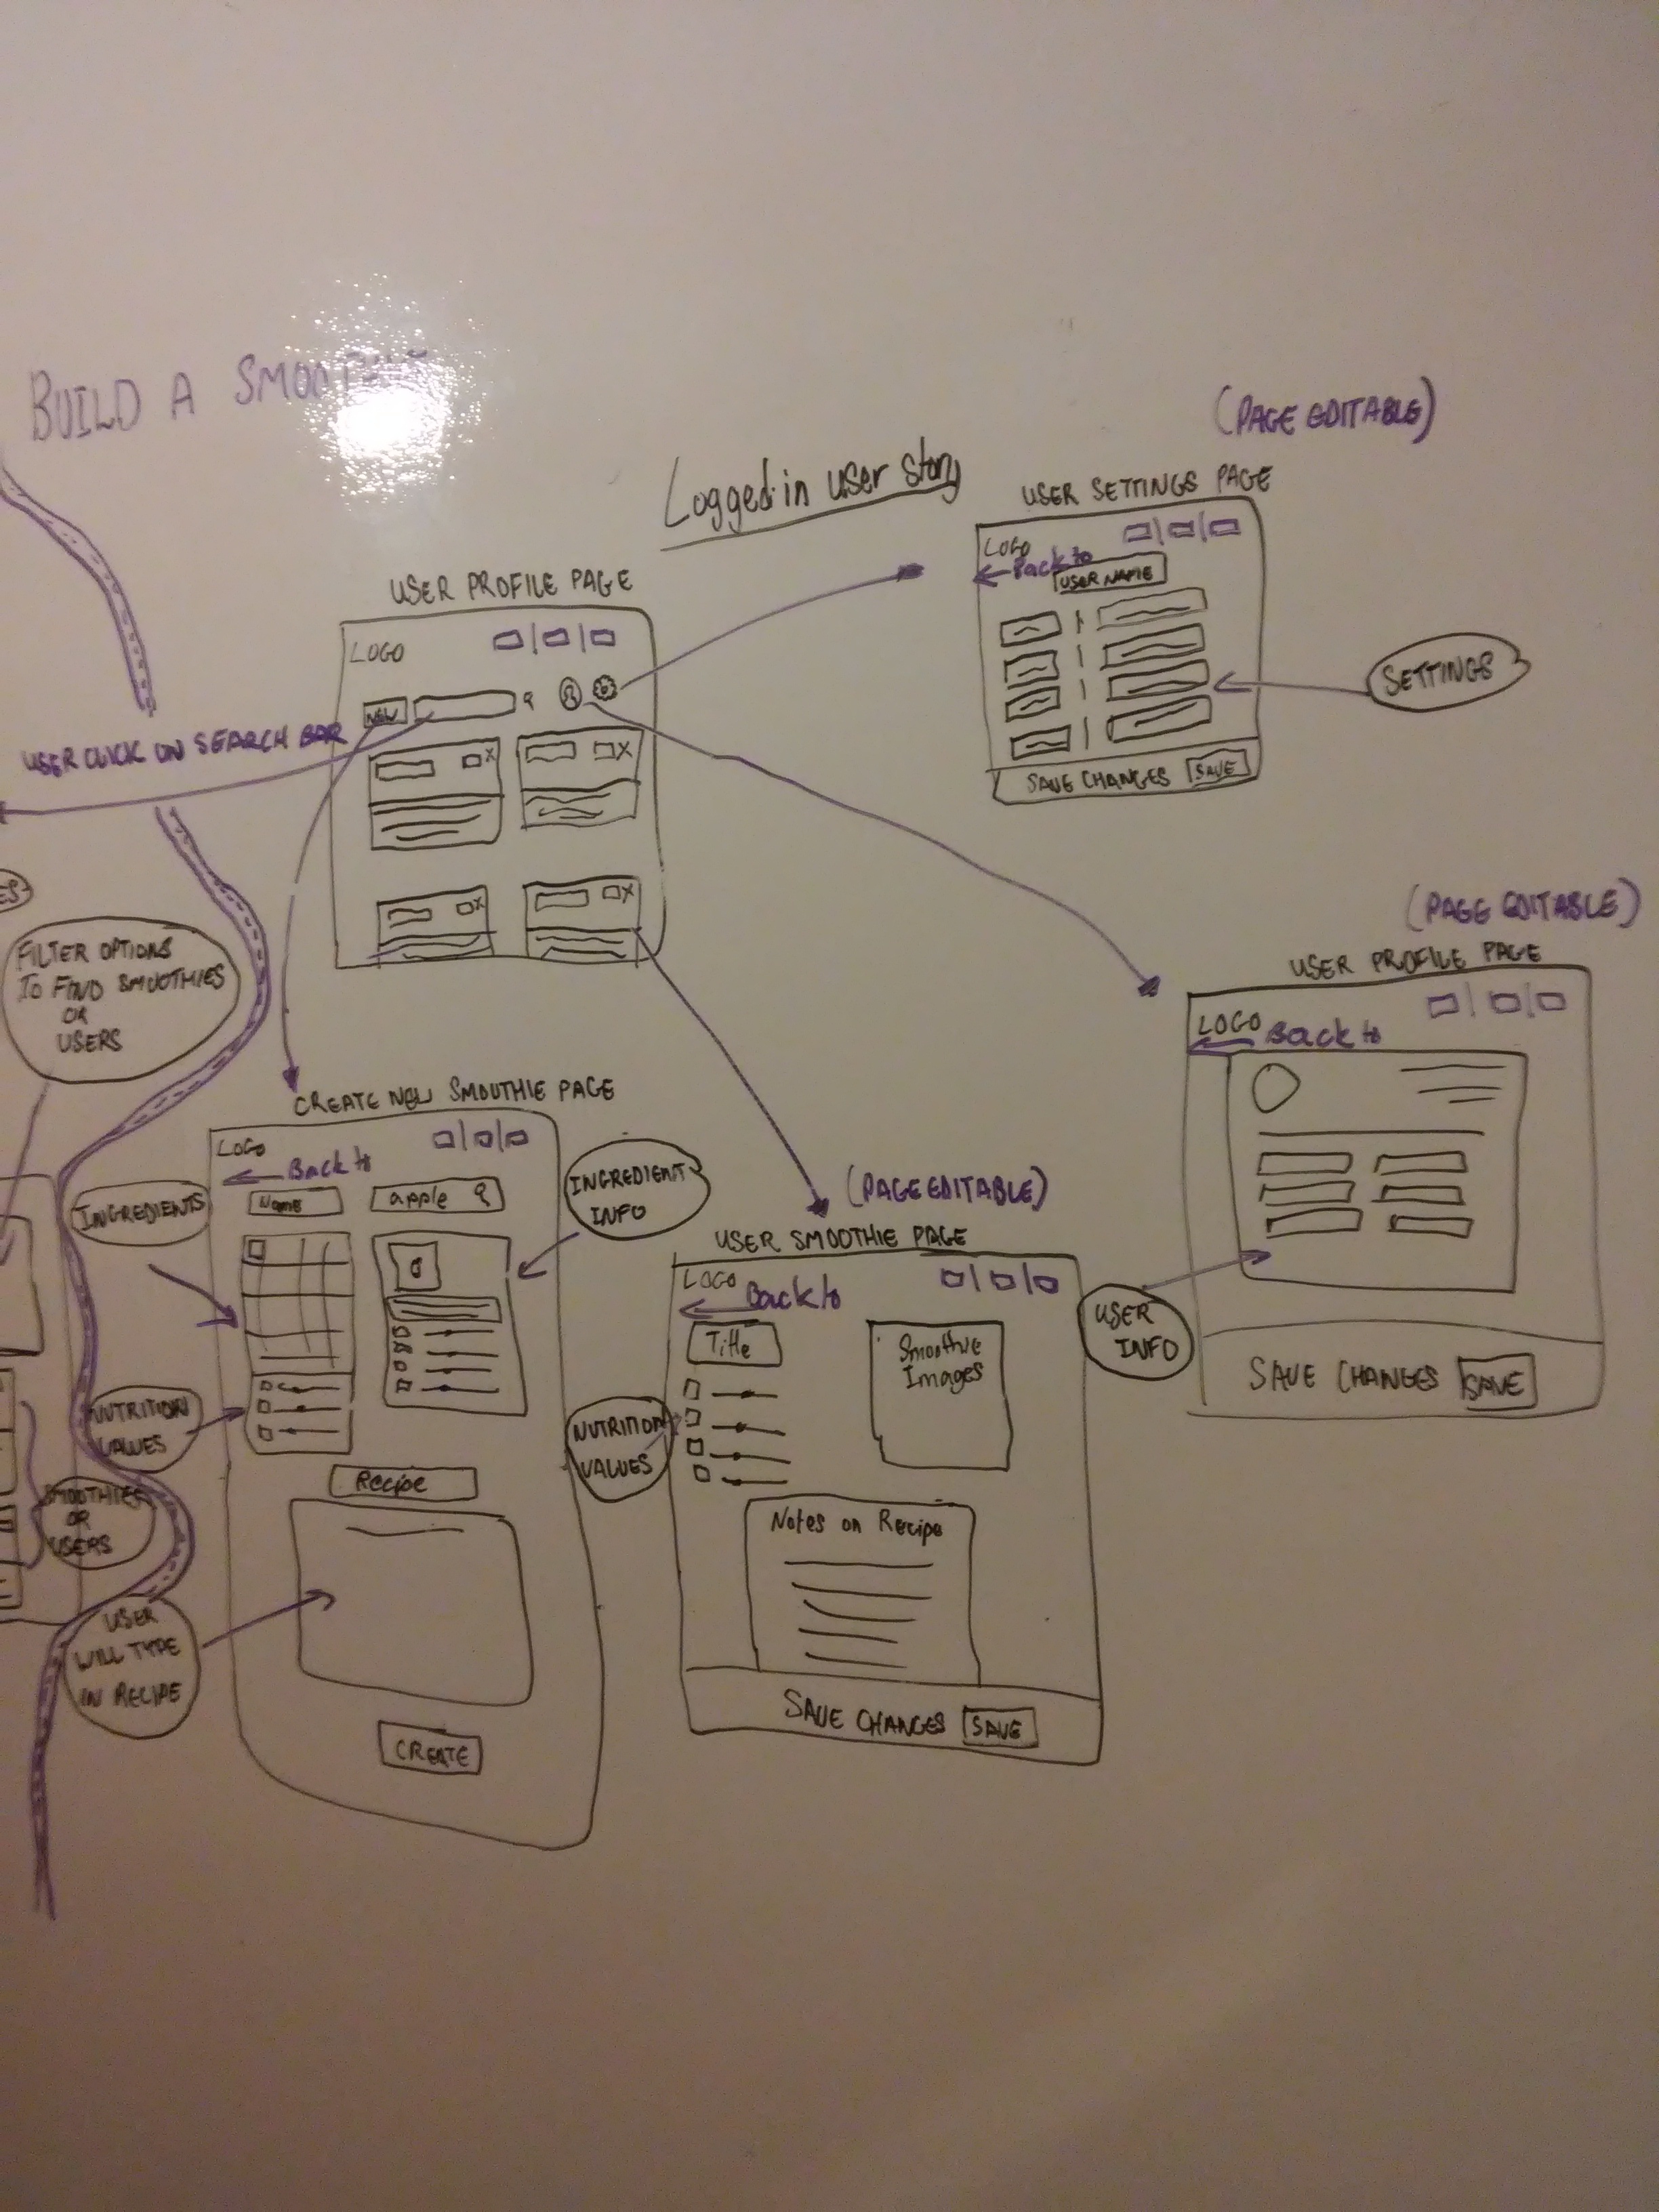 BUILD A
Logged in user story
(PAGE EDITABLE)
USER SETTINGS PAGE
LOGO
Back to
USER NAME
SETTINGS
SAVE CHANGES SAVE
USER PROFILE PAGE
LOGO
NEW
USER CLICK ON SEARCH BAR
FILTER OPTIONS
TO FIND SMOOTHIES
OR
USERS
(PAGE EDITABLE)
USER PROFILE PAGE
LOGO
Back to
USER
INFO
SAVE CHANGES SAVE
CREATE NEW SMOOTHIE PAGE
LOGO
Back to
Name
apple
INGREDIENTS
INGREDIENT
INFO
NUTRITION
VALUES
SMOOTHIES
OR
USERS
Recipe
USER
WILL TYPE
IN RECIPE
CREATE
(PAGE EDITABLE)
USER SMOOTHIE PAGE
LOGO
Back to
Title
Smoothie
Images
NUTRITION
VALUES
Notes on Recipe
SAVE CHANGES SAVE